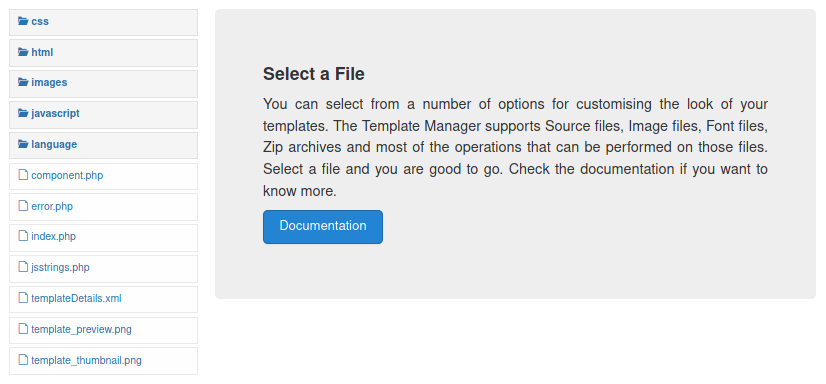 css
html
images
javascript
language
component.php
error.php
index.php
jsstrings.php
templateDetails.xml
template_preview.png
template_thumbnail.png
Select a File
You can select from a number of options for customising the look of your
templates. The Template Manager supports Source files, Image files, Font files,
Zip archives and most of the operations that can be performed on those files.
Select a file and you are good to go. Check the documentation if you want to
know more.
Documentation